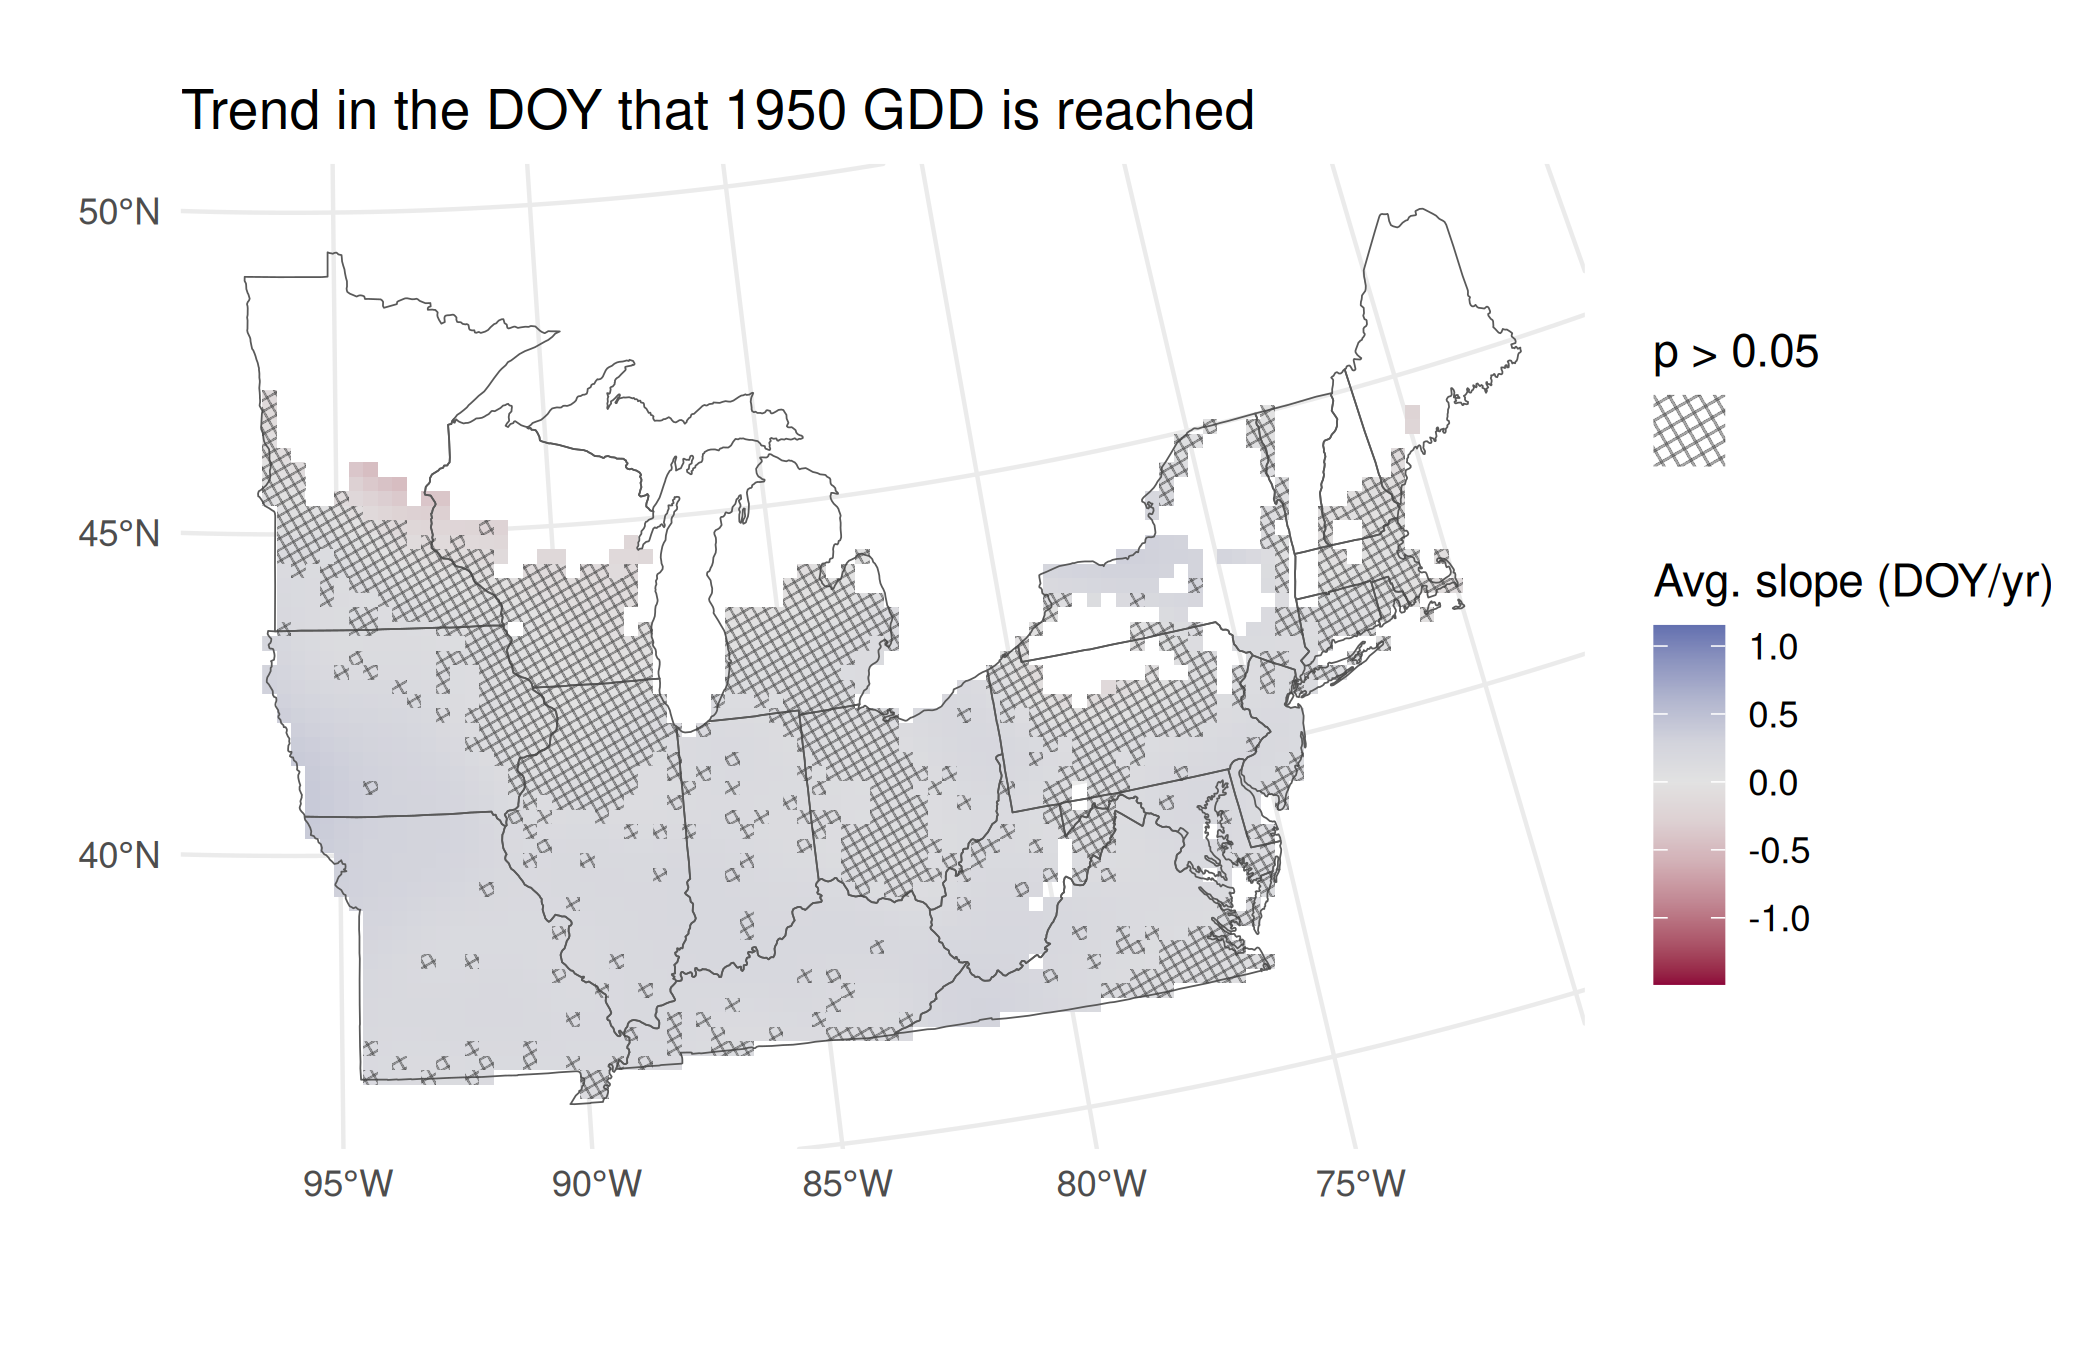 Trend in the DOY that 1950 GDD is reached
50°N
45°N
40°N
95°W
90°W
85°W
80°W
75°W
p > 0.05
Avg. slope (DOY/yr)
1.0
0.5
0.0
-0.5
-1.0